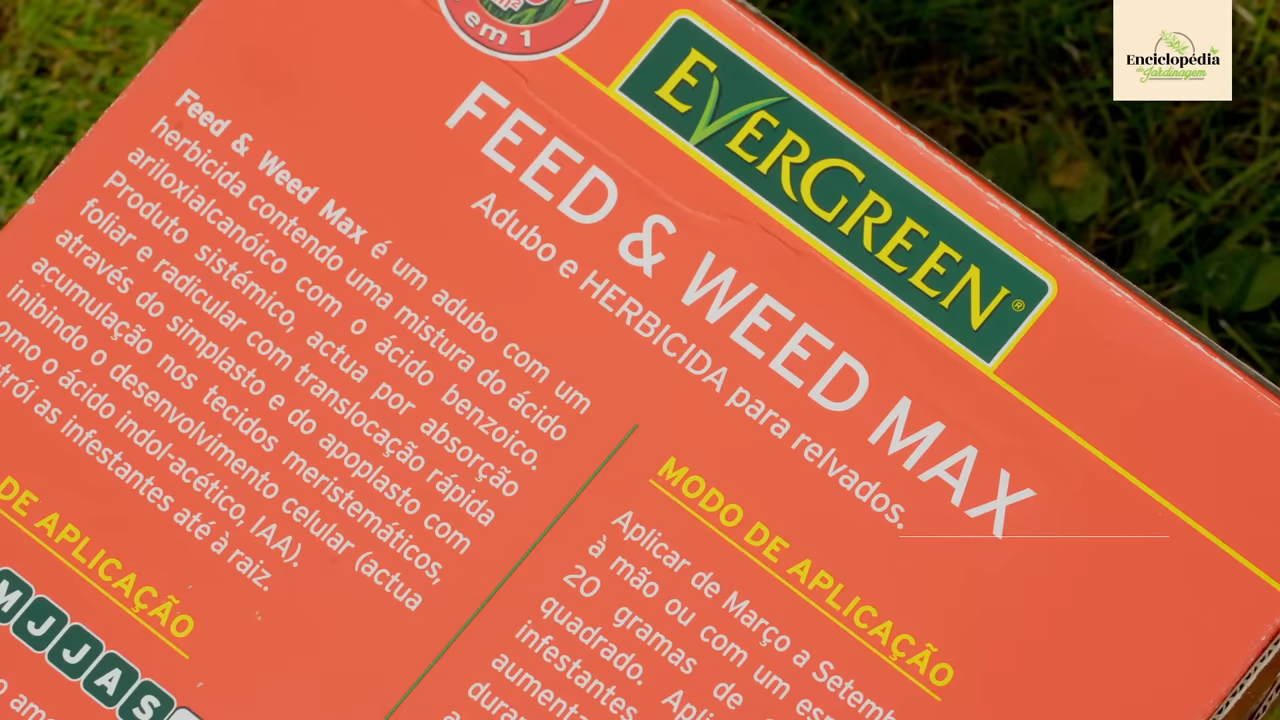 em 1
EVERGREEN®
FEED & WEED MAX
Adubo e HERBICIDA para relvados.
Feed & Weed Max é um adubo com um
herbicida contendo uma mistura do ácido
ariloxialcanóico com o ácido benzoico.
Produto sistémico, actua por absorção
foliar e radicular com translocação rápida
através do simplasto e do apoplasto com
acumulação nos tecidos meristemáticos,
inibindo o desenvolvimento celular (actua
omo o ácido indol-acético, IAA).
trói as infestantes até à raiz.
DE APLICAÇÃO
M J J A S
MODO DE APLICAÇÃO
Aplicar de Março a Setemb
à mão ou com um es
20 gramas de
quadrado. Apli
infestantes
aumenta
duran
Enciclopédia
da Jardinagem